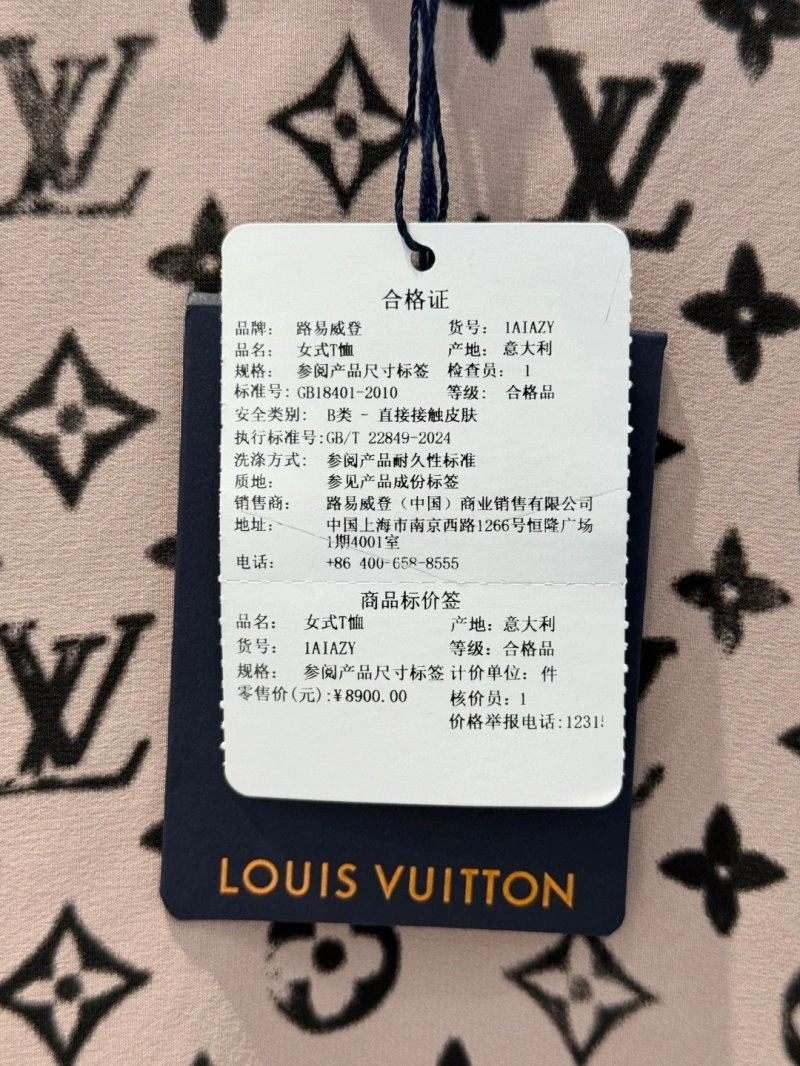 合格证
品牌: 路易威登 货号: 1AIAZY
品名: 女式T恤 产地: 意大利
规格: 参阅产品尺寸标签 检查员: 1
标准号: GB18401-2010 等级: 合格品
安全类别: B类 - 直接接触皮肤
执行标准号:GB/T 22849-2024
洗涤方式: 参阅产品耐久性标准
质地: 参见产品成份标签
销售商: 路易威登（中国）商业销售有限公司
地址: 中国上海市南京西路1266号恒隆广场
1期4001室
电话: +86 400-658-8555
商品标价签
品名: 女式T恤 产地: 意大利
货号: 1AIAZY 等级: 合格品
规格: 参阅产品尺寸标签 计价单位: 件
零售价(元):¥8900.00 核价员: 1
价格举报电话:1231
LOUIS VUITTON